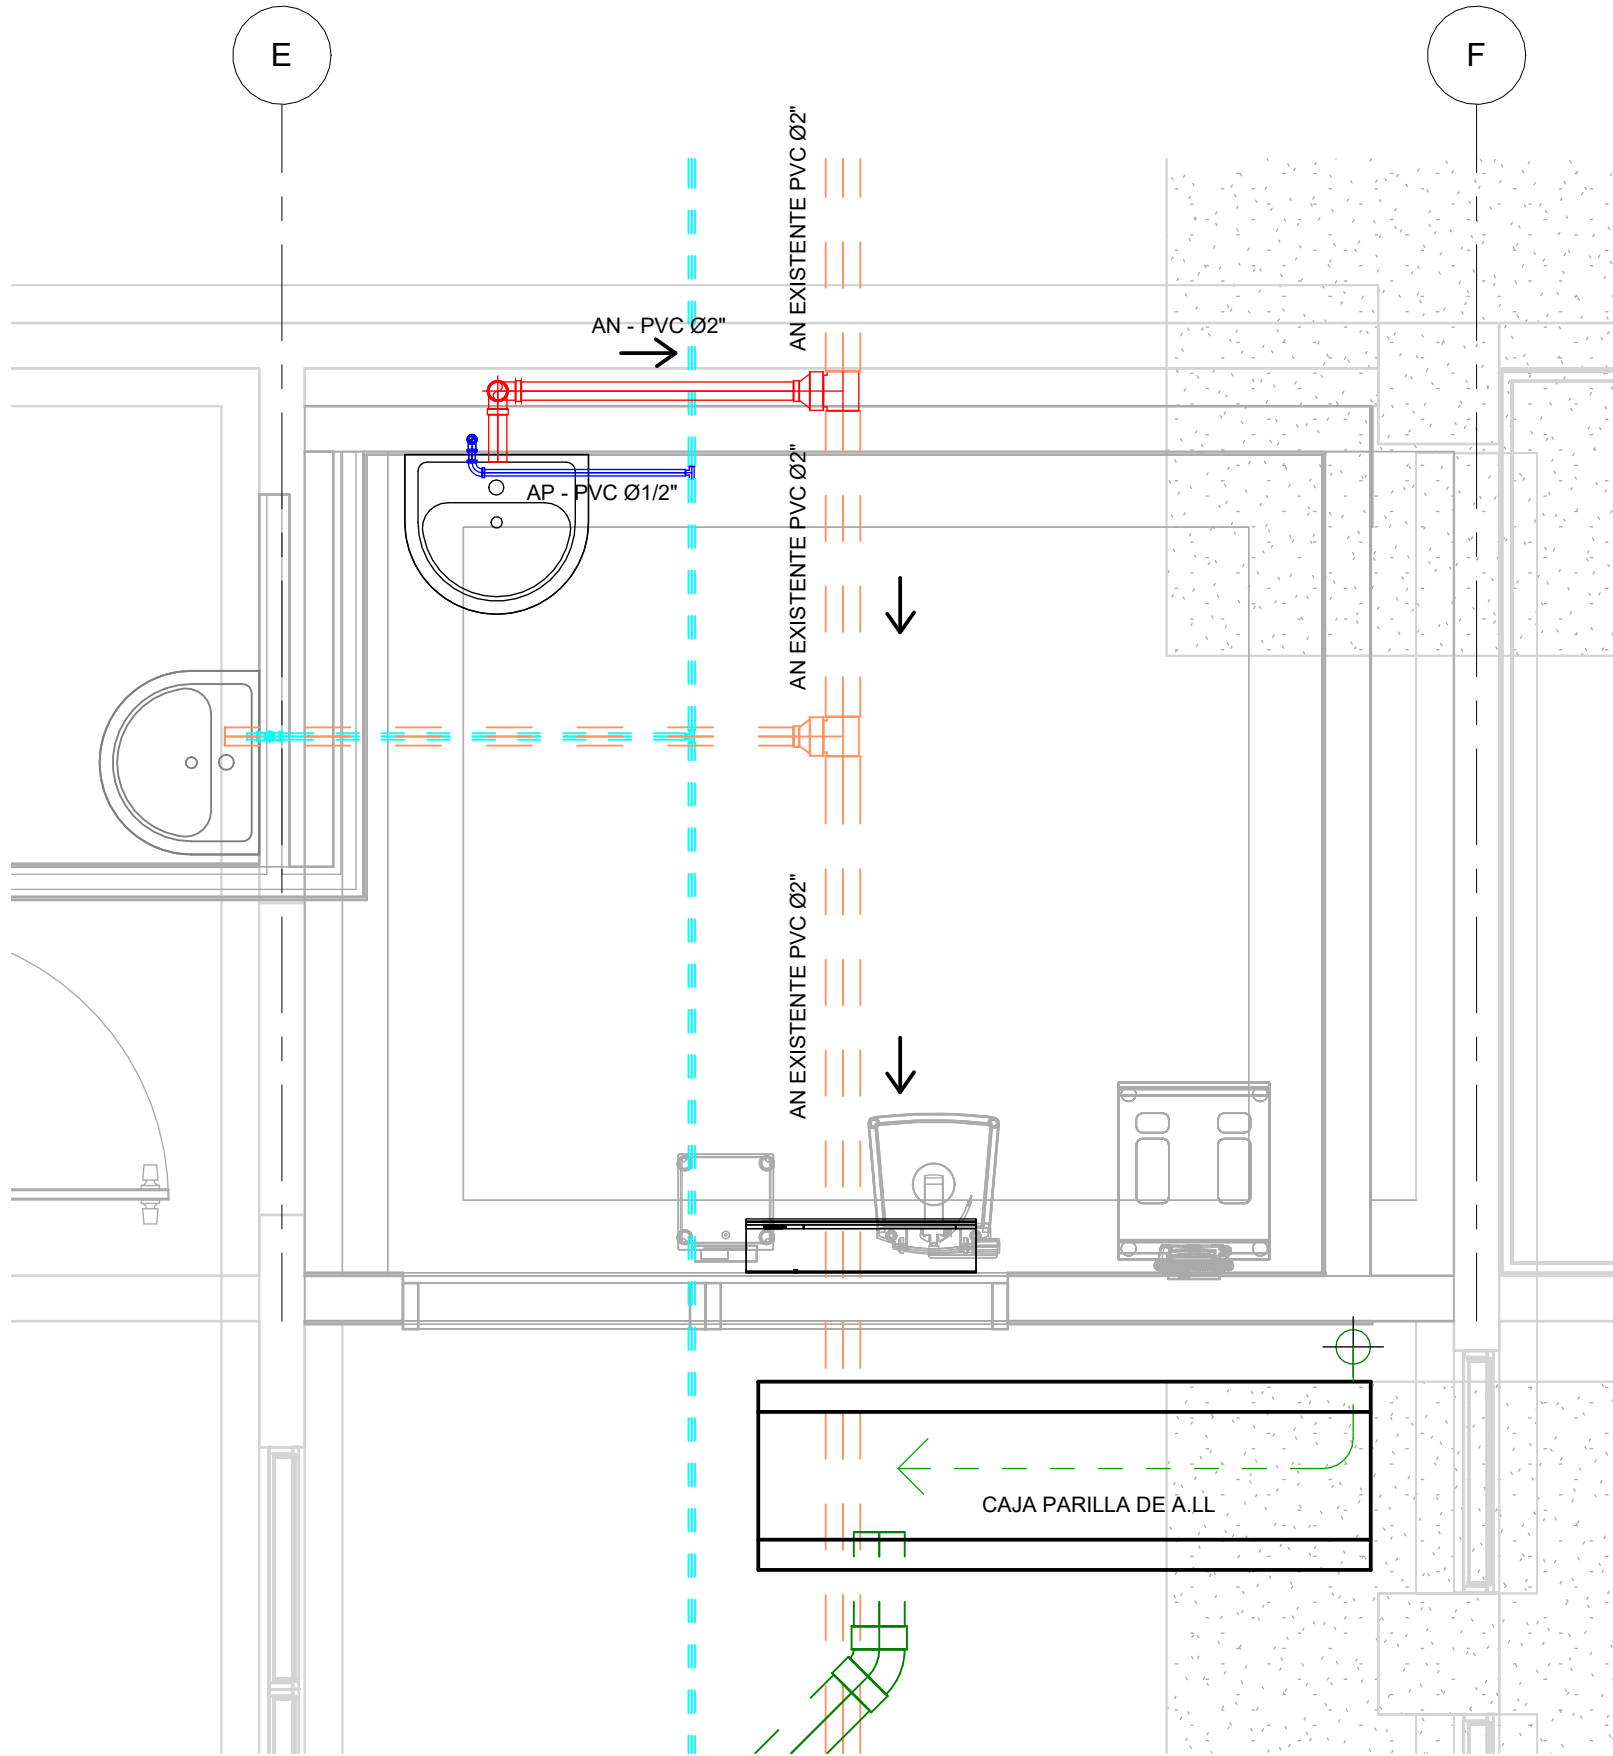 E
F
AN EXISTENTE PVC Ø2"
AN - PVC Ø2"
AN EXISTENTE PVC Ø2"
AP - PVC Ø1/2"
AN EXISTENTE PVC Ø2"
CAJA PARILLA DE A.LL